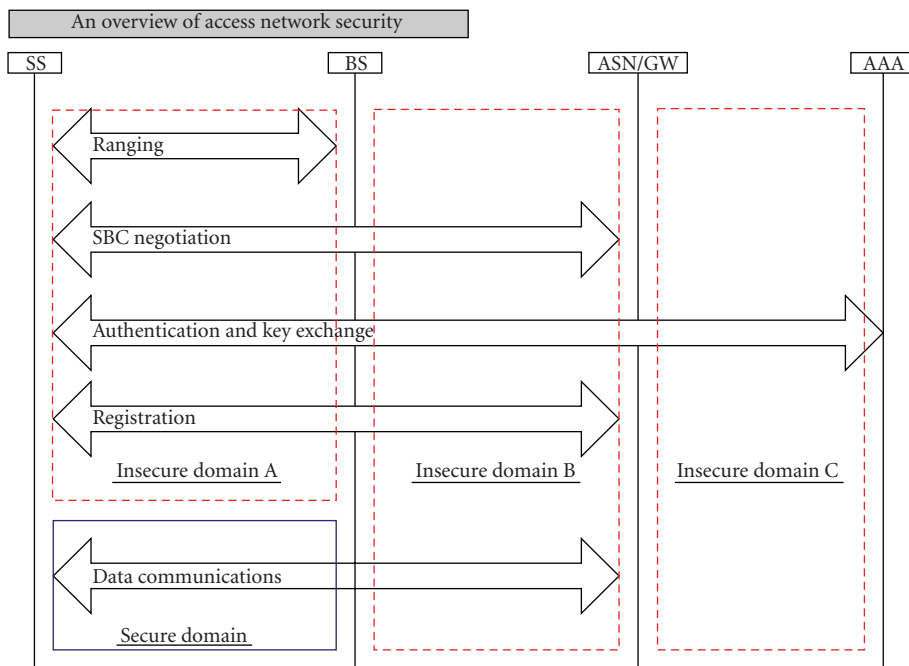 An overview of access network security
SS
BS
ASN/GW
AAA
Ranging
SBC negotiation
Authentication and key exchange
Registration
Insecure domain A
Insecure domain B
Insecure domain C
Data communications
Secure domain